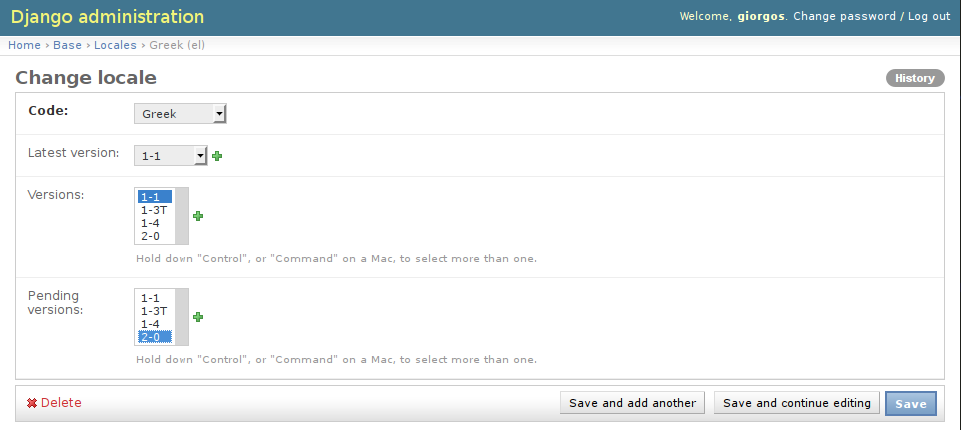 Django administration
Welcome, giorgos. Change password / Log out
Home › Base › Locales › Greek (el)
Change locale
History
Code:
Greek
Latest version:
1-1
Versions:
1-1
1-3T
1-4
2-0
Hold down "Control", or "Command" on a Mac, to select more than one.
Pending
versions:
1-1
1-3T
1-4
2-0
Hold down "Control", or "Command" on a Mac, to select more than one.
Delete
Save and add another
Save and continue editing
Save